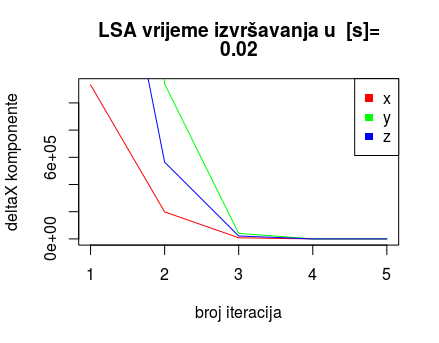 LSA vrijeme izvršavanja u [s]=
0.02
deltaX komponente
6e+05
0e+00
x
y
z
1 2 3 4 5
broj iteracija